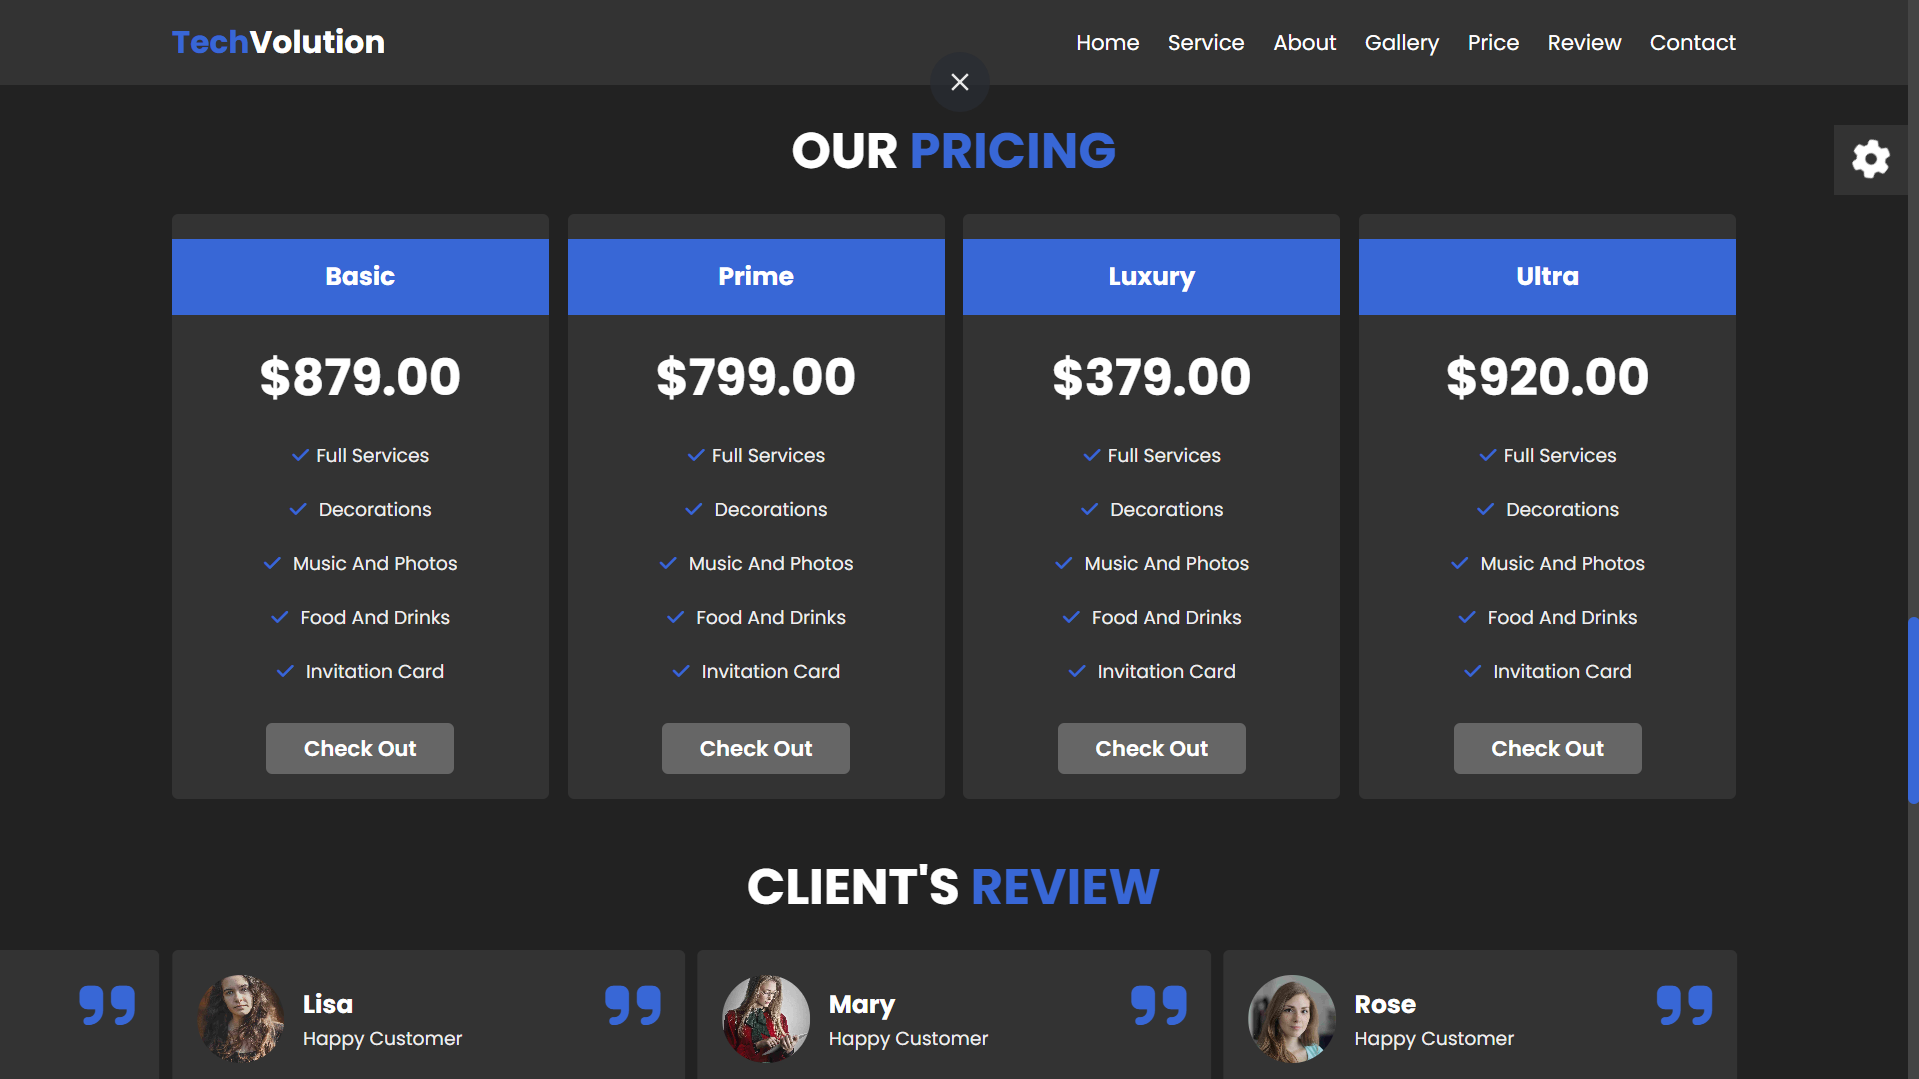 TechVolution
Home Service About Gallery Price Review Contact
OUR PRICING
Basic
$879.00
Full Services
Decorations
Music And Photos
Food And Drinks
Invitation Card
Check Out
Prime
$799.00
Full Services
Decorations
Music And Photos
Food And Drinks
Invitation Card
Check Out
Luxury
$379.00
Full Services
Decorations
Music And Photos
Food And Drinks
Invitation Card
Check Out
Ultra
$920.00
Full Services
Decorations
Music And Photos
Food And Drinks
Invitation Card
Check Out
CLIENT'S REVIEW
Lisa
Happy Customer
Mary
Happy Customer
Rose
Happy Customer